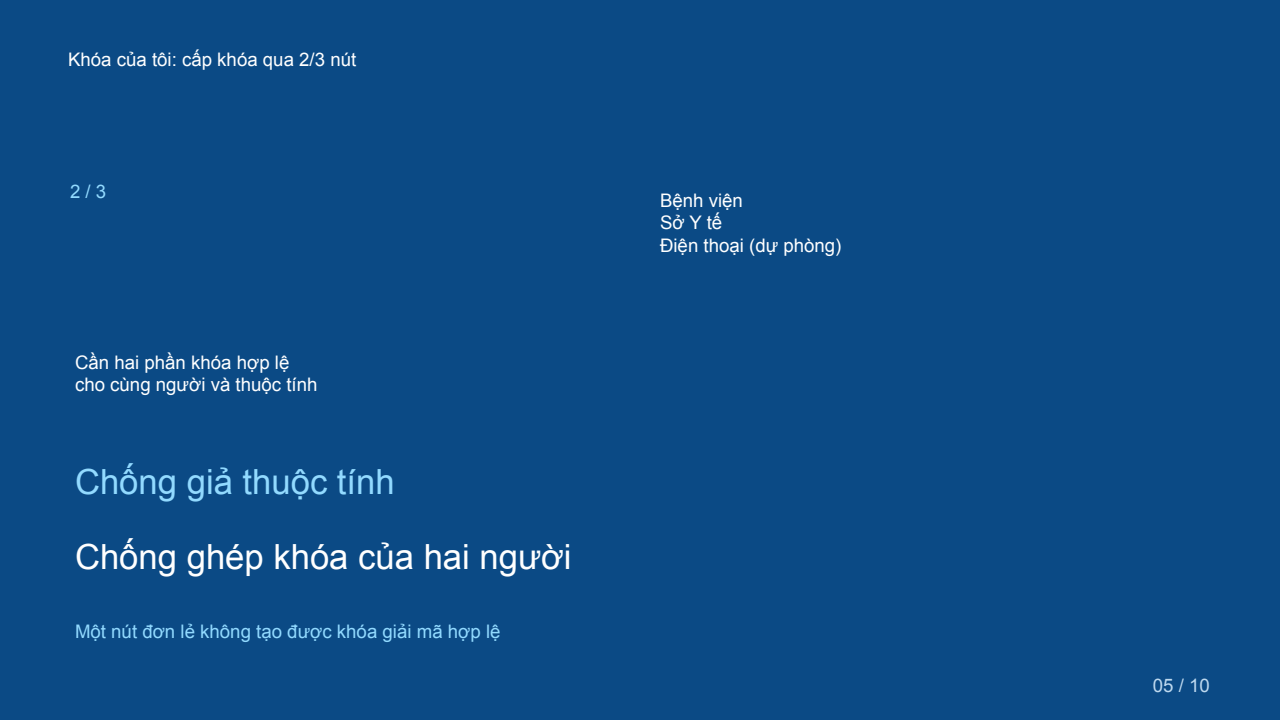 Khóa của tôi: cấp khóa qua 2/3 nút
2 / 3
Bệnh viện
Sở Y tế
Điện thoại (dự phòng)
Cần hai phần khóa hợp lệ
cho cùng người và thuộc tính
Chống giả thuộc tính
Chống ghép khóa của hai người
Một nút đơn lẻ không tạo được khóa giải mã hợp lệ
05 / 10